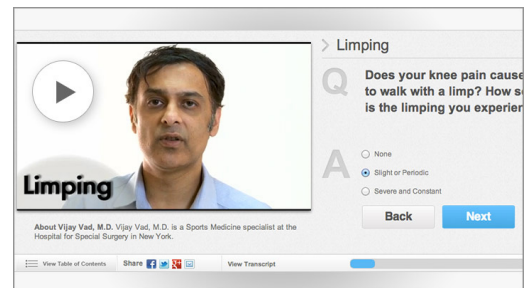 Limping
Q
Does your knee pain cause
to walk with a limp? How
is the limping you
A
None
Slight or Periodic
Severe and Constant
Back
Next
Limping
About Vijay Vad, M.D. Vijay Vad, M.D. is a Sports Medicine specialist at the
Hospital for Special Surgery in New York.
View Table of Contents
Share
View Transcript